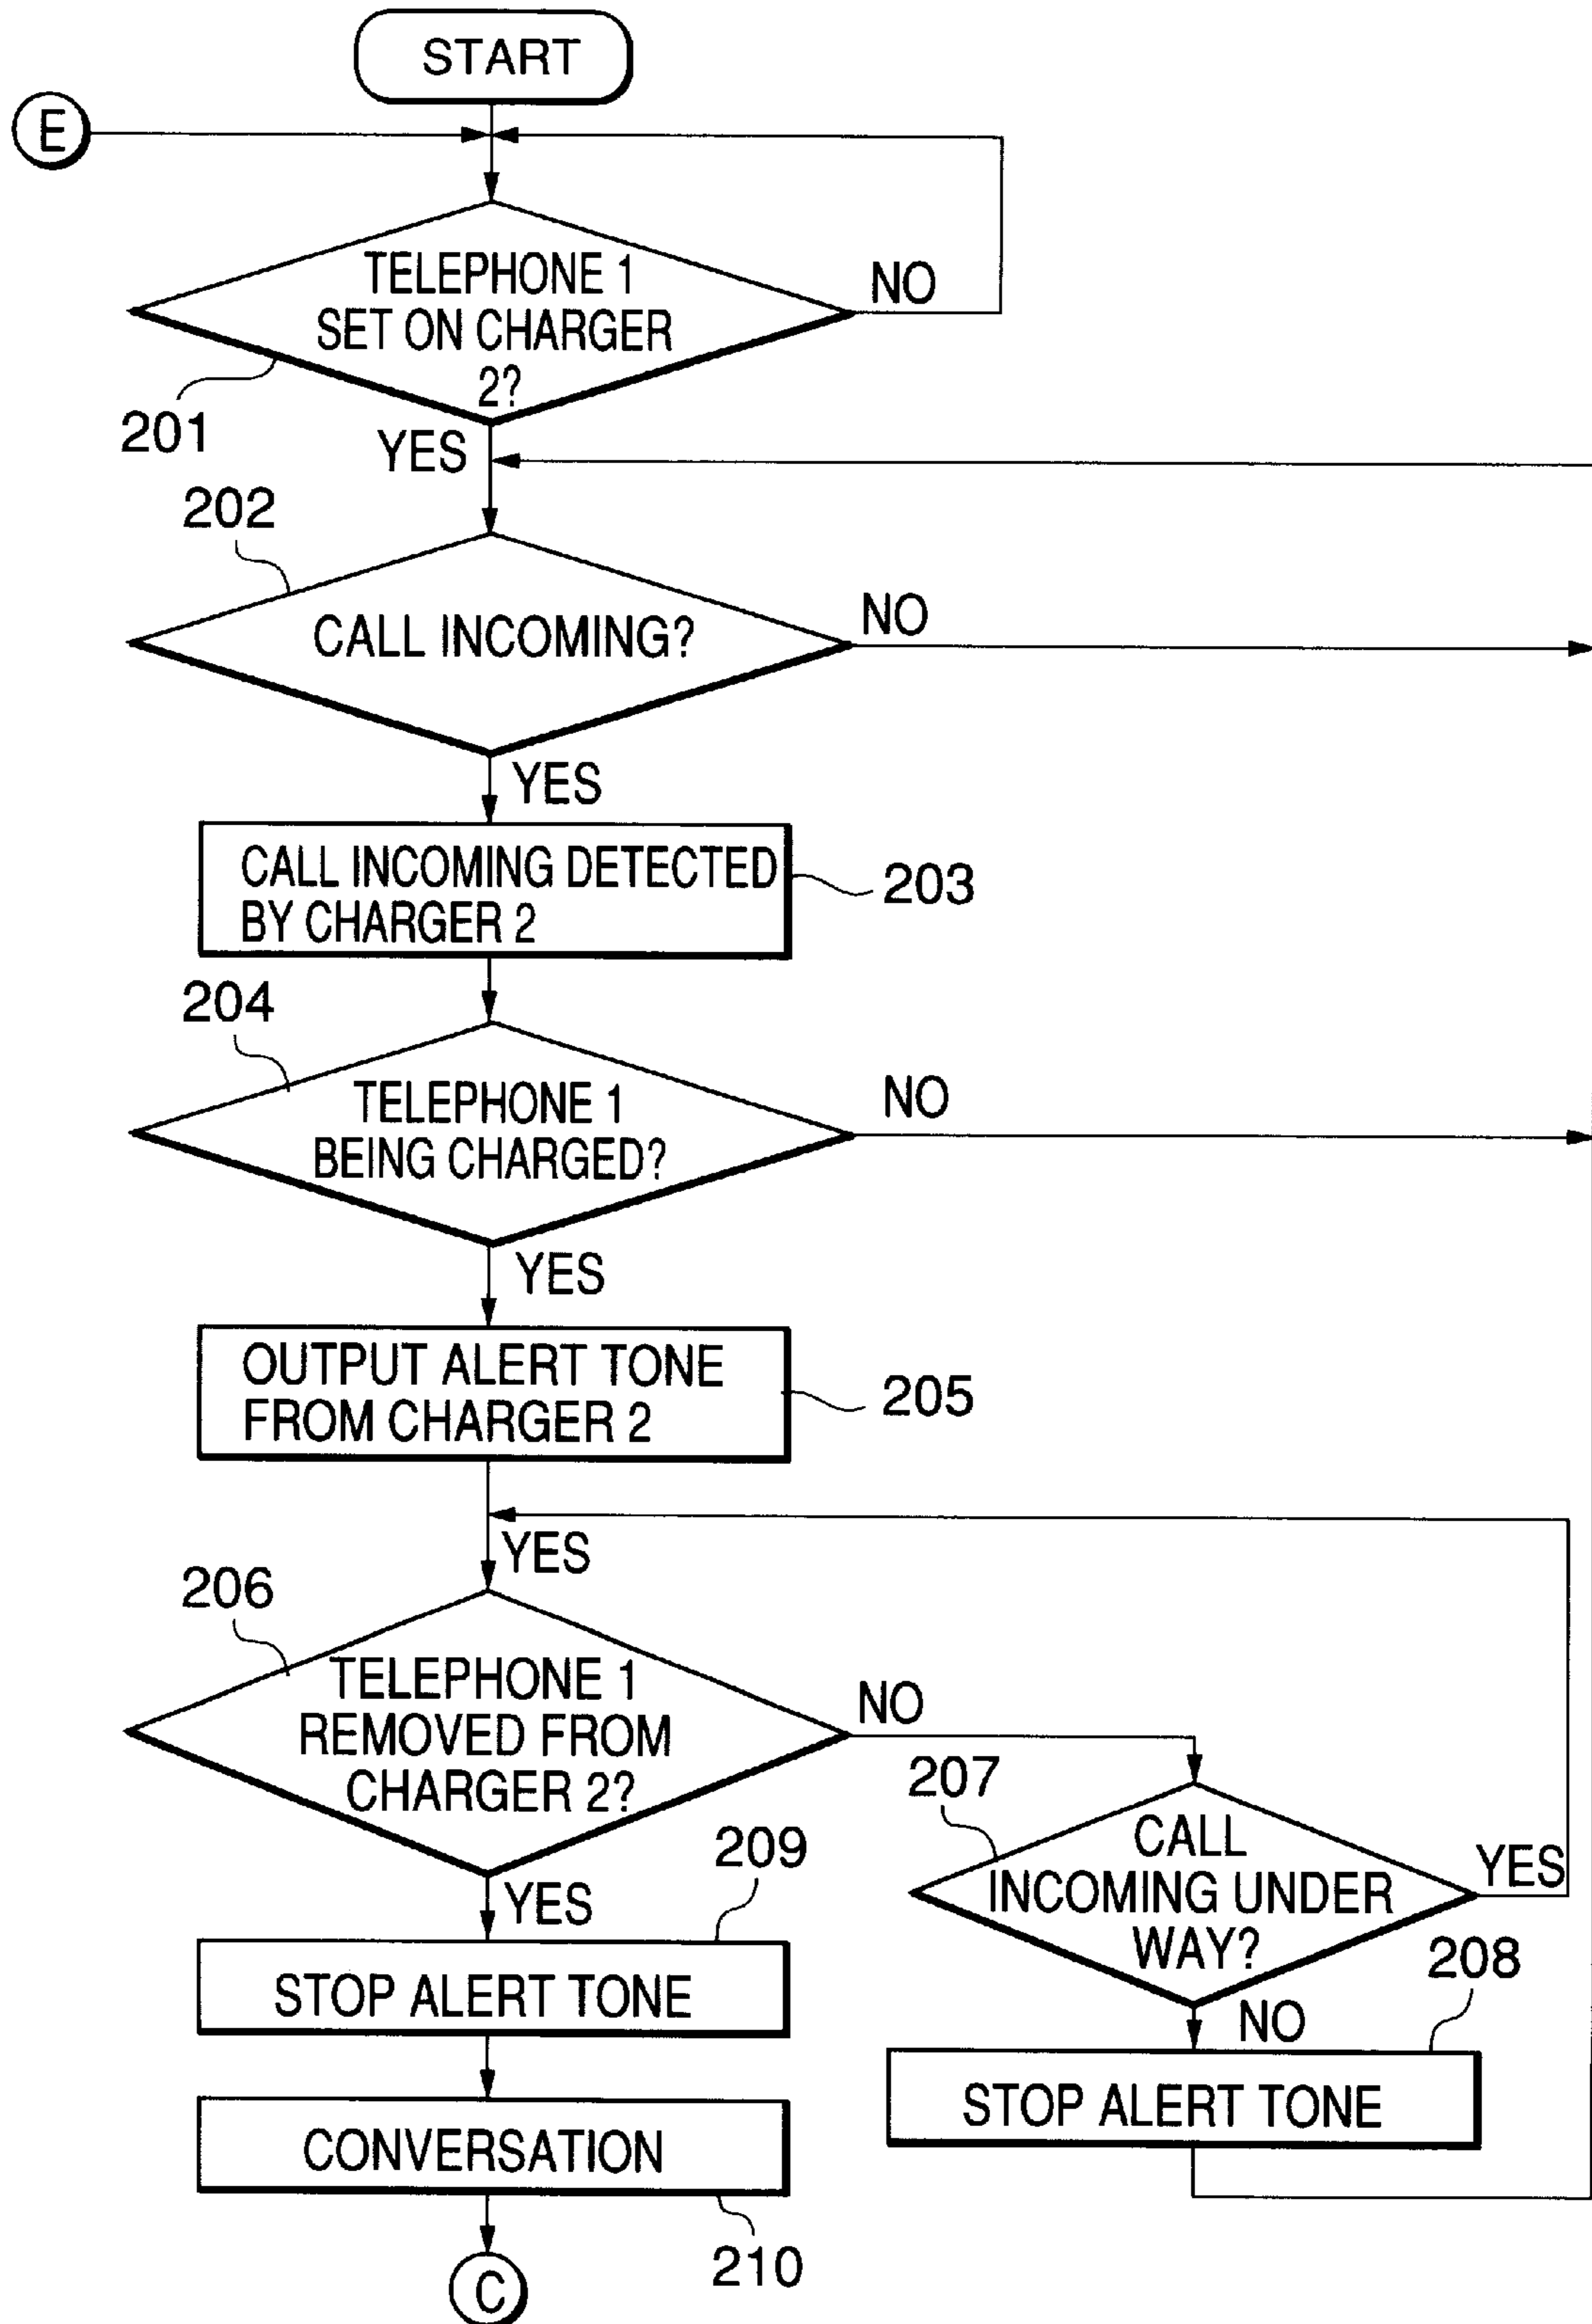 START
E
TELEPHONE 1
SET ON CHARGER
2?
NO
201
YES
202
CALL INCOMING?
NO
YES
CALL INCOMING DETECTED
BY CHARGER 2
203
204
TELEPHONE 1
BEING CHARGED?
NO
YES
OUTPUT ALERT TONE
FROM CHARGER 2
205
YES
206
TELEPHONE 1
REMOVED FROM
CHARGER 2?
NO
207
CALL
INCOMING UNDER
WAY?
YES
209
YES
STOP ALERT TONE
208
NO
STOP ALERT TONE
CONVERSATION
210
C